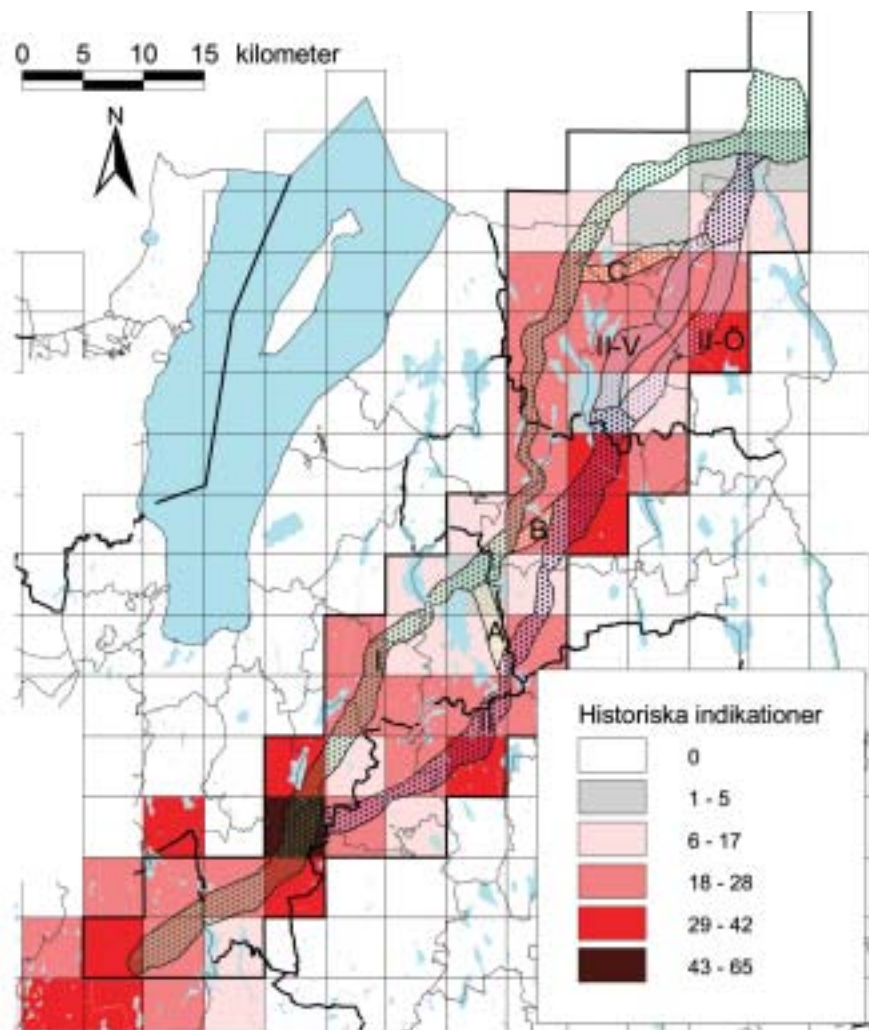 0 5 10 15 kilometer
N
C
II-V
II-Ö
B
A
I
Historiska indikationer
0
1 - 5
6 - 17
18 - 28
29 - 42
43 - 65